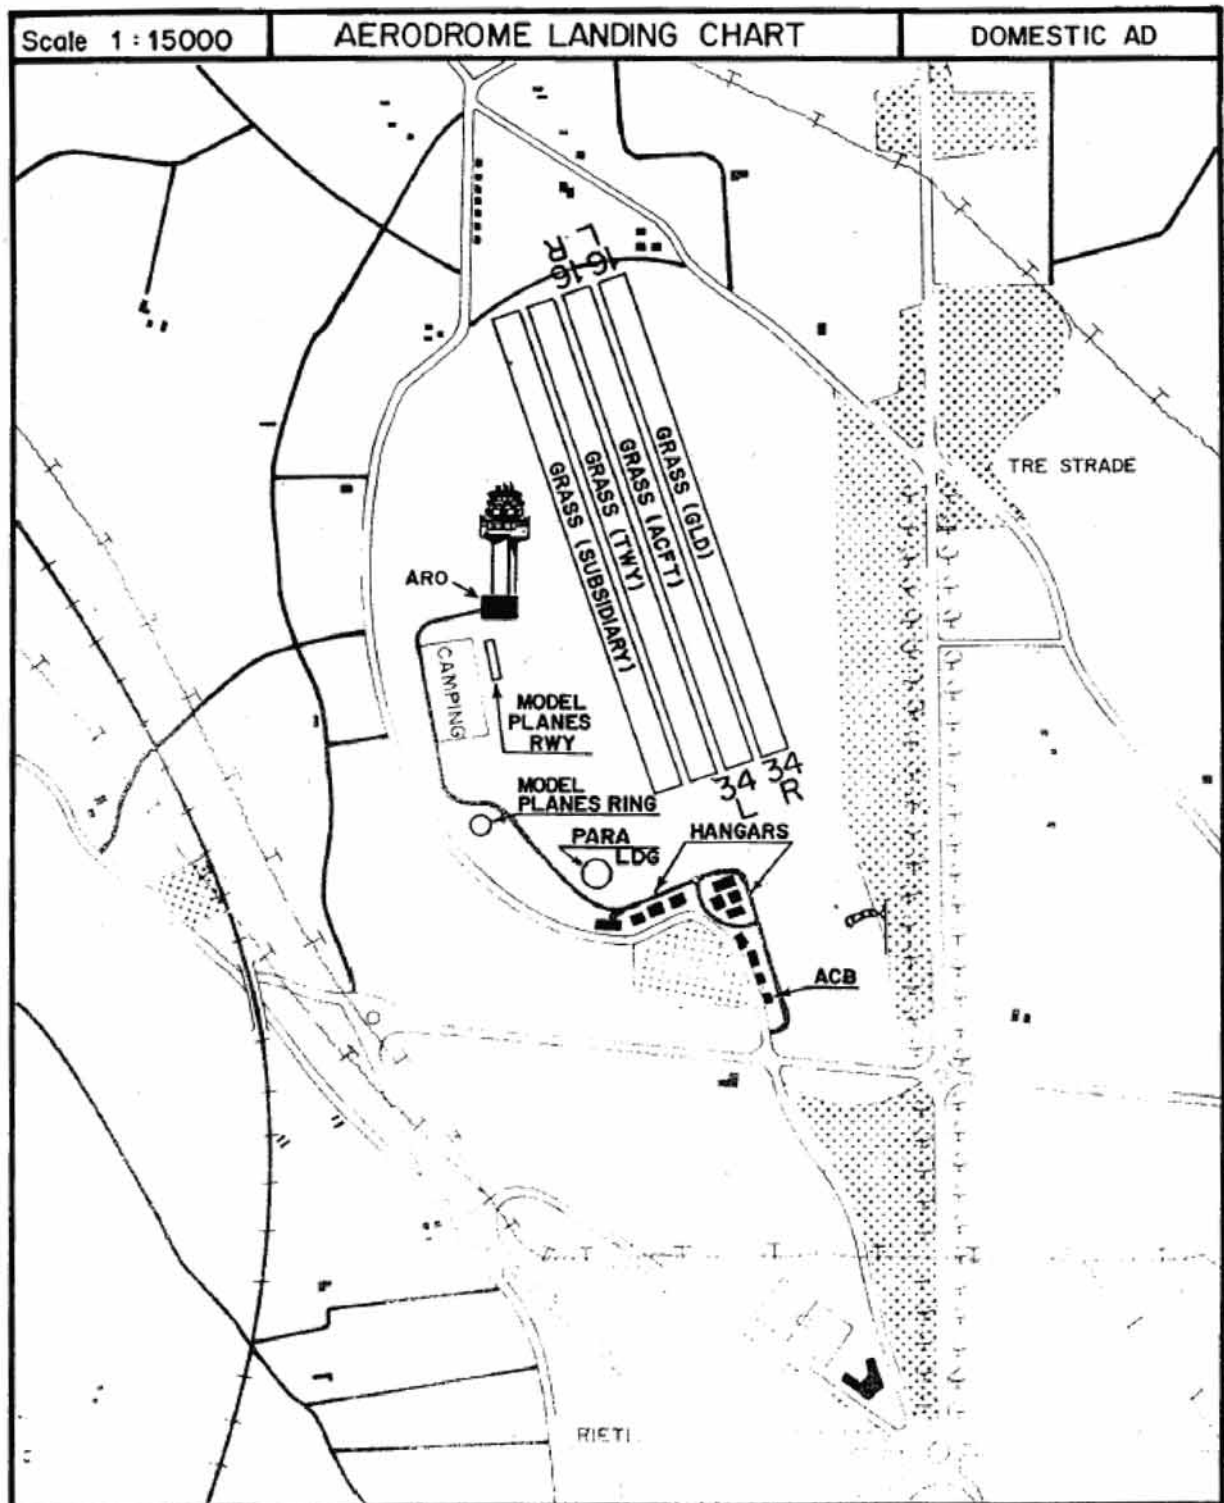 Scale 1 : 15000
AERODROME LANDING CHART
DOMESTIC AD
16
L
16
R
TRE STRADE
GRASS (GLD)
GRASS (ACFT)
GRASS (TWY)
GRASS (SUBSIDIARY)
ARO
CAMPING
MODEL
PLANES
RWY
34
R
34
L
MODEL
PLANES RING
PARA
LDG
HANGARS
ACB
RIETI